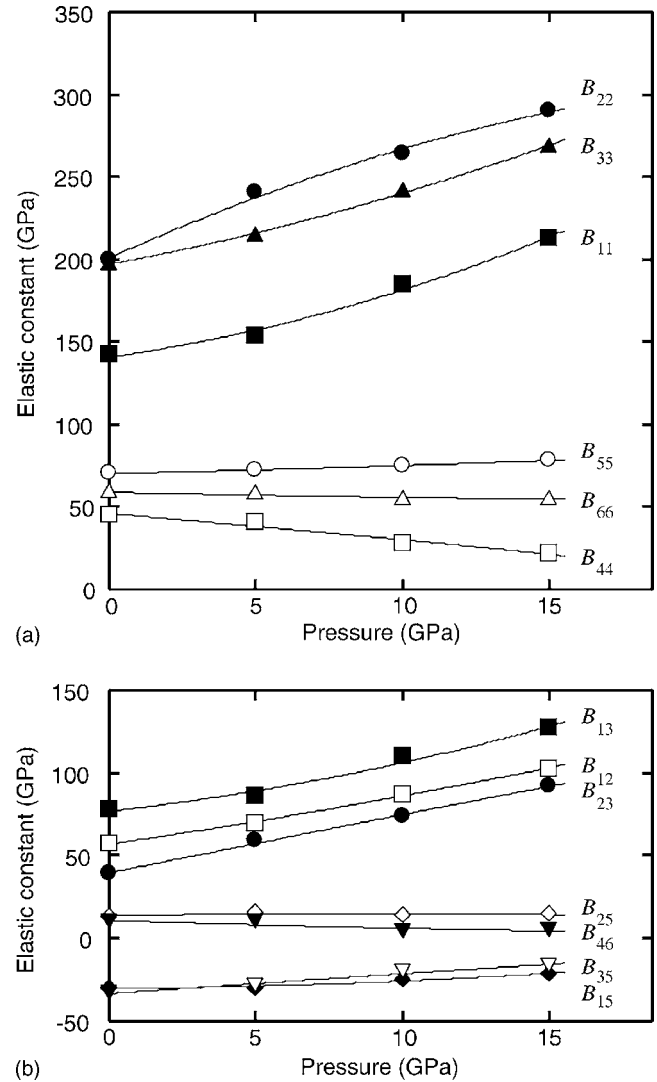 350
300
250
200
150
100
50
0
Elastic constant (GPa)
B22
B33
B11
B55
B66
B44
0 5 10 15
(a)
Pressure (GPa)
150
100
50
0
-50
Elastic constant (GPa)
B13
B12
B23
B25
B46
B35
B15
0 5 10 15
(b)
Pressure (GPa)